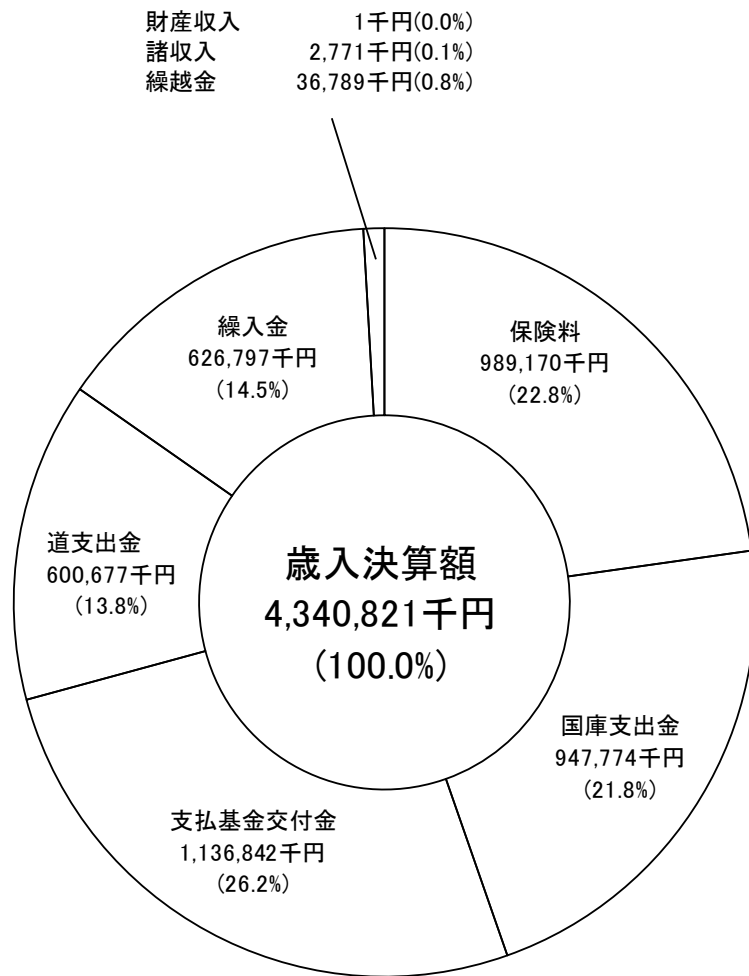 財産収入 1千円(0.0%)
諸収入 2,771千円(0.1%)
繰越金 36,789千円(0.8%)
保険料
989,170千円
(22.8%)
国庫支出金
947,774千円
(21.8%)
支払基金交付金
1,136,842千円
(26.2%)
道支出金
600,677千円
(13.8%)
繰入金
626,797千円
(14.5%)
歳入決算額
4,340,821千円
(100.0%)